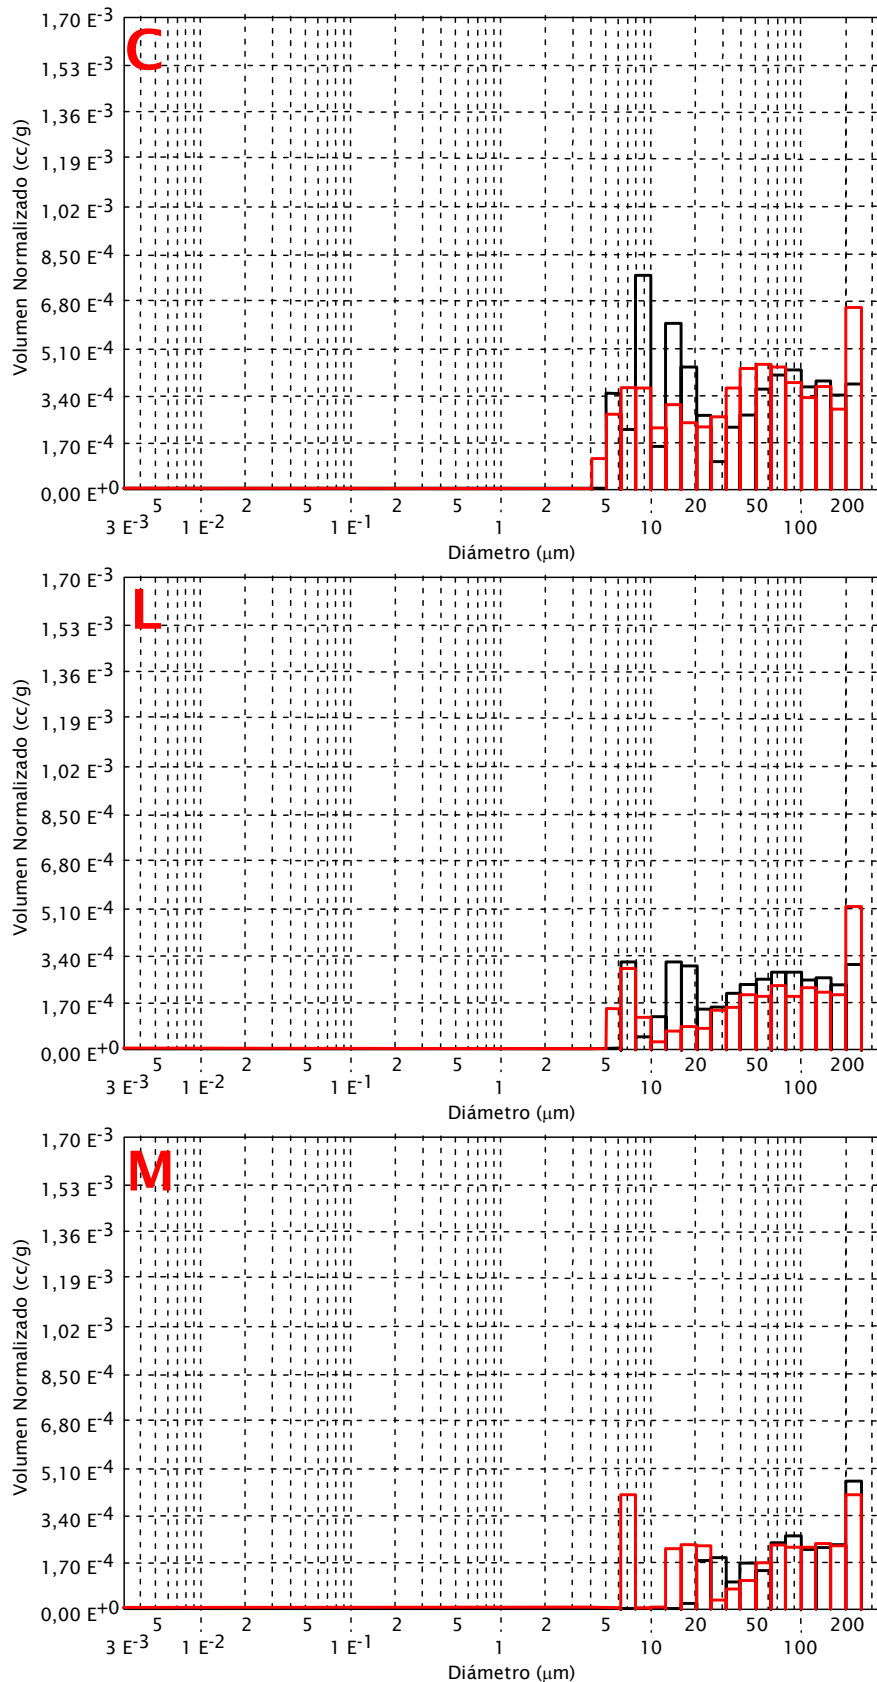 C
Volumen Normalizado (cc/g)
1,70 E-3
1,53 E-3
1,36 E-3
1,19 E-3
1,02 E-3
8,50 E-4
6,80 E-4
5,10 E-4
3,40 E-4
1,70 E-4
0,00 E+0
5 2 5 2 5 2 5 20 50 200
3 E-3 1 E-2 1 E-1 1 10 100
Diámetro (μm)
L
Volumen Normalizado (cc/g)
1,70 E-3
1,53 E-3
1,36 E-3
1,19 E-3
1,02 E-3
8,50 E-4
6,80 E-4
5,10 E-4
3,40 E-4
1,70 E-4
0,00 E+0
5 2 5 2 5 2 5 20 50 200
3 E-3 1 E-2 1 E-1 1 10 100
Diámetro (μm)
M
Volumen Normalizado (cc/g)
1,70 E-3
1,53 E-3
1,36 E-3
1,19 E-3
1,02 E-3
8,50 E-4
6,80 E-4
5,10 E-4
3,40 E-4
1,70 E-4
0,00 E+0
5 2 5 2 5 2 5 20 50 200
3 E-3 1 E-2 1 E-1 1 10 100
Diámetro (μm)